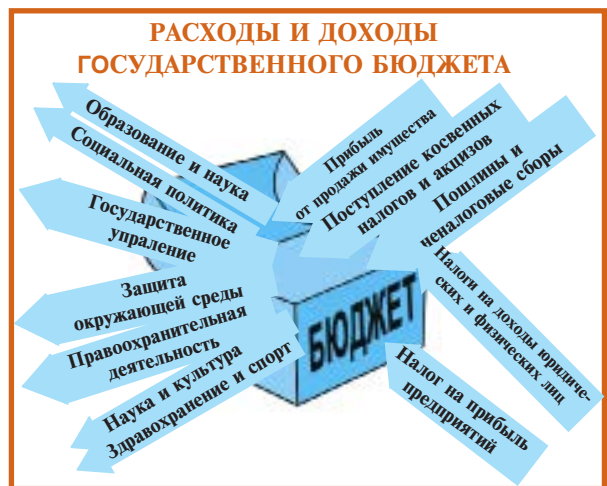 РАСХОДЫ И ДОХОДЫ
ГОСУДАРСТВЕННОГО БЮДЖЕТА
Образование и наука
Социальная политика
Государственное
упраление
Защита
окружающей среды
Правоохранительная
деятельность
Наука и культура
Здравохранение и спорт
Прибыль
от продажи имущества
Поступление косвенных
налогов и акцизов
Пошлины и
неналоговые сборы
Налоги на доходы юридиче-
ских и физических лиц
Налог на прибыль
предприятий
БЮДЖЕТ